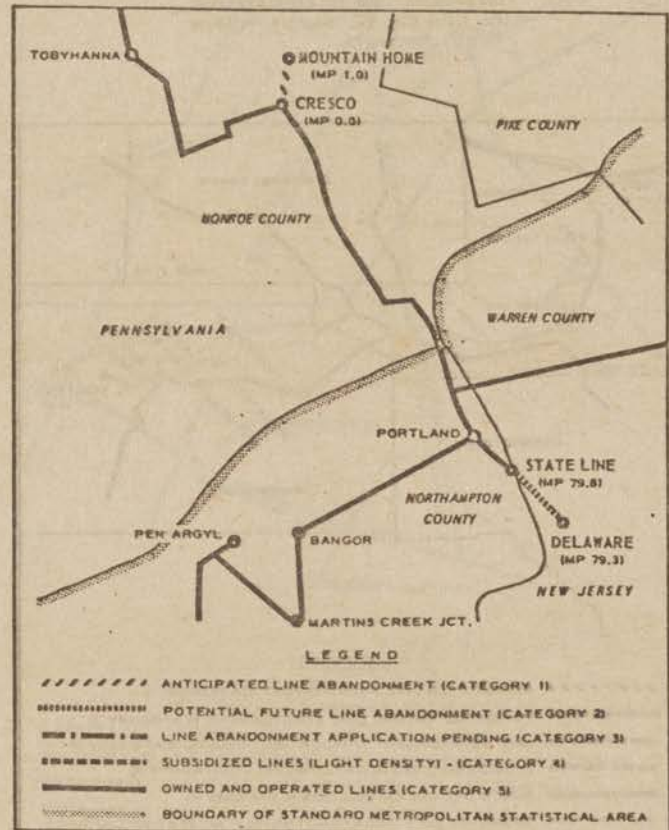 TOBYHANNA
MOUNTAIN HOME
(MP 1.0)
CRESCO
(MP 0.0)
PIKE COUNTY
MONROE COUNTY
WARREN COUNTY
PENNSYLVANIA
PORTLAND
STATE LINE
(MP 79.8)
NORTHAMPTON
COUNTY
PEN ARGYL
BANGOR
DELAWARE
(MP 79.3)
NEW JERSEY
MARTINS CREEK JCT.
LEGEND
ANTICIPATED LINE ABANDONMENT (CATEGORY 1)
POTENTIAL FUTURE LINE ABANDONMENT (CATEGORY 2)
LINE ABANDONMENT APPLICATION PENDING (CATEGORY 3)
SUBSIDIZED LINES (LIGHT DENSITY) - (CATEGORY 4)
OWNED AND OPERATED LINES (CATEGORY 5)
BOUNDARY OF STANDARD METROPOLITAN STATISTICAL AREA